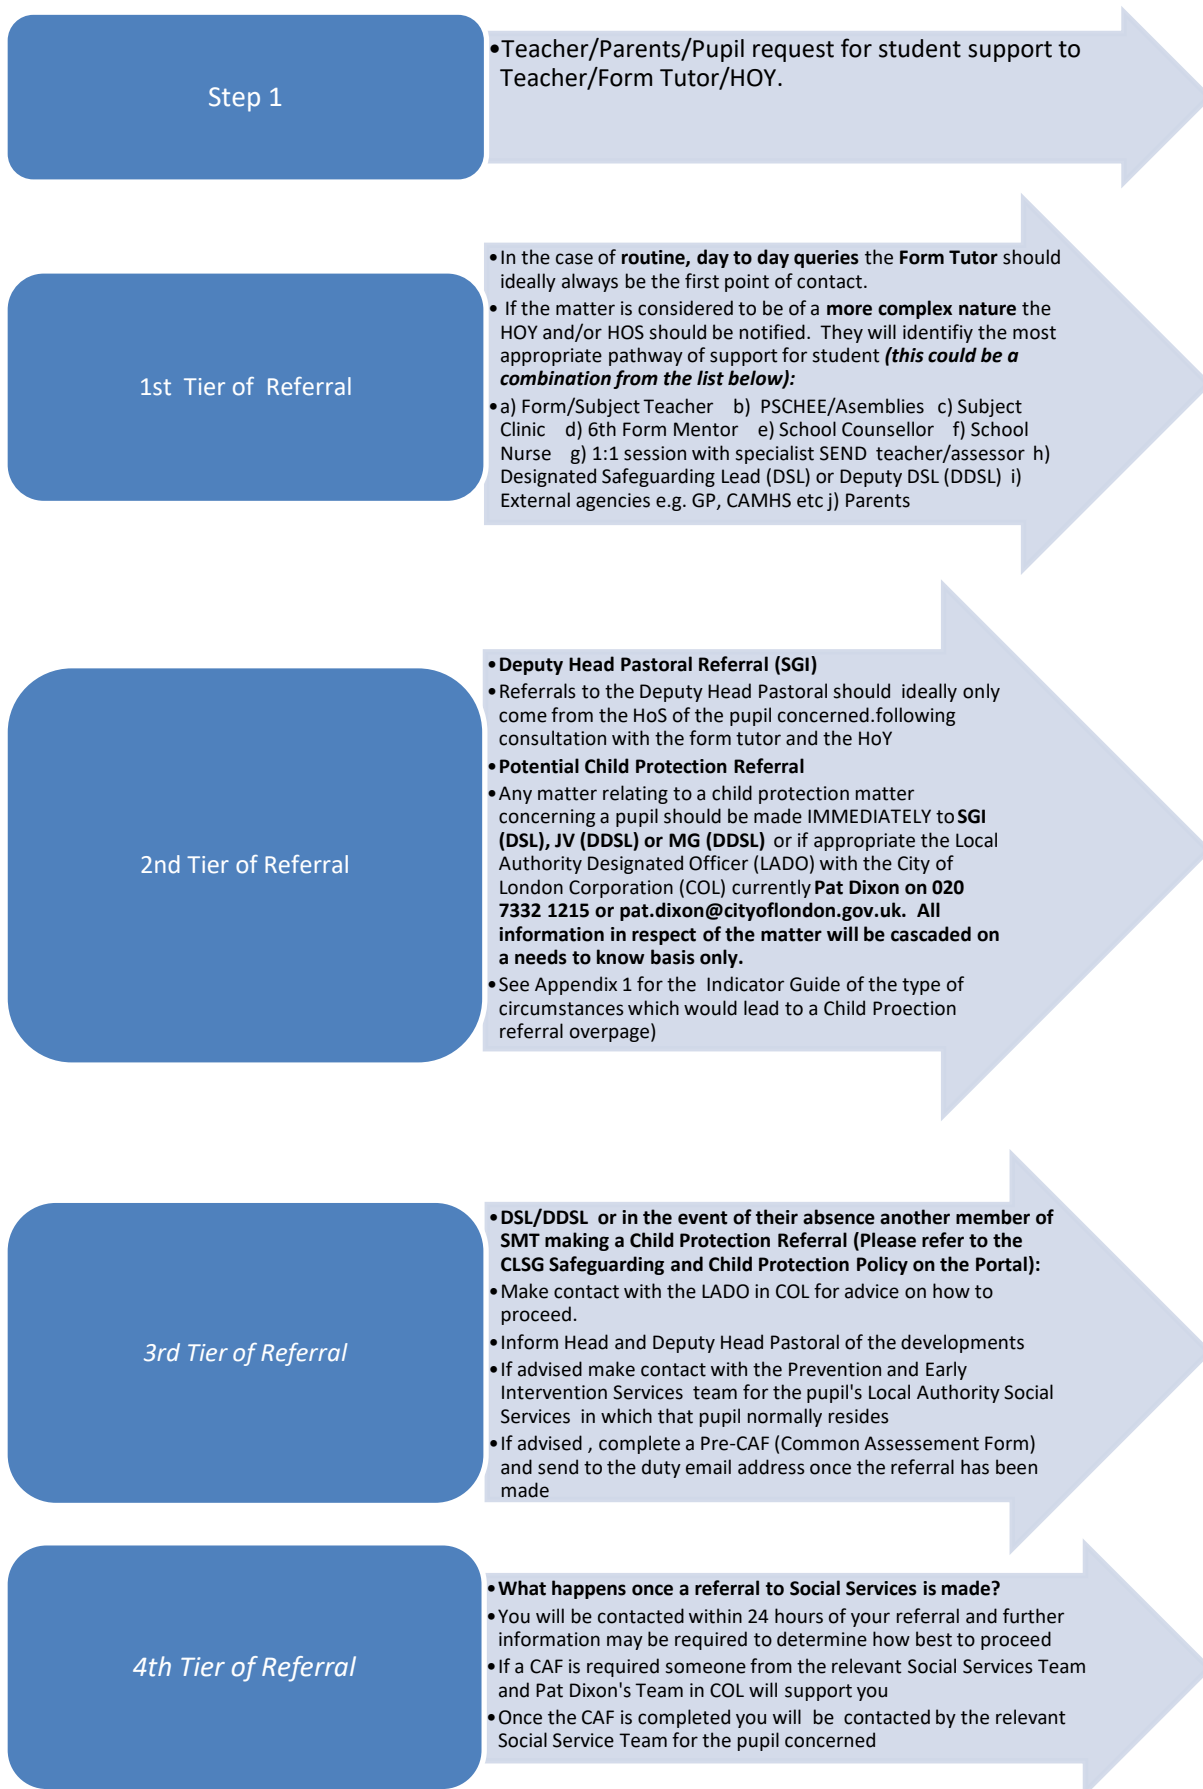 Step 1
•Teacher/Parents/Pupil request for student support to
Teacher/Form Tutor/HOY.
1st Tier of Referral
•In the case of routine, day to day queries the Form Tutor should
ideally always be the first point of contact.
• If the matter is considered to be of a more complex nature the
HOY and/or HOS should be notified. They will identifiy the most
appropriate pathway of support for student (this could be a
combination from the list below):
•a) Form/Subject Teacher b) PSCHEE/Asemblies c) Subject
Clinic d) 6th Form Mentor e) School Counsellor f) School
Nurse g) 1:1 session with specialist SEND teacher/assessor h)
Designated Safeguarding Lead (DSL) or Deputy DSL (DDSL) i)
External agencies e.g. GP, CAMHS etc j) Parents
2nd Tier of Referral
•Deputy Head Pastoral Referral (SGI)
•Referrals to the Deputy Head Pastoral should ideally only
come from the HoS of the pupil concerned.following
consultation with the form tutor and the HoY
•Potential Child Protection Referral
•Any matter relating to a child protection matter
concerning a pupil should be made IMMEDIATELY to SGI
(DSL), JV (DDSL) or MG (DDSL) or if appropriate the Local
Authority Designated Officer (LADO) with the City of
London Corporation (COL) currently Pat Dixon on 020
7332 1215 or pat.dixon@cityoflondon.gov.uk. All
information in respect of the matter will be cascaded on
a needs to know basis only.
•See Appendix 1 for the Indicator Guide of the type of
circumstances which would lead to a Child Proection
referral overpage)
3rd Tier of Referral
•DSL/DDSL or in the event of their absence another member of
SMT making a Child Protection Referral (Please refer to the
CLSG Safeguarding and Child Protection Policy on the Portal):
•Make contact with the LADO in COL for advice on how to
proceed.
•Inform Head and Deputy Head Pastoral of the developments
•If advised make contact with the Prevention and Early
Intervention Services team for the pupil's Local Authority Social
Services in which that pupil normally resides
•If advised , complete a Pre-CAF (Common Assessement Form)
and send to the duty email address once the referral has been
made
4th Tier of Referral
•What happens once a referral to Social Services is made?
•You will be contacted within 24 hours of your referral and further
information may be required to determine how best to proceed
•If a CAF is required someone from the relevant Social Services Team
and Pat Dixon's Team in COL will support you
•Once the CAF is completed you will be contacted by the relevant
Social Service Team for the pupil concerned